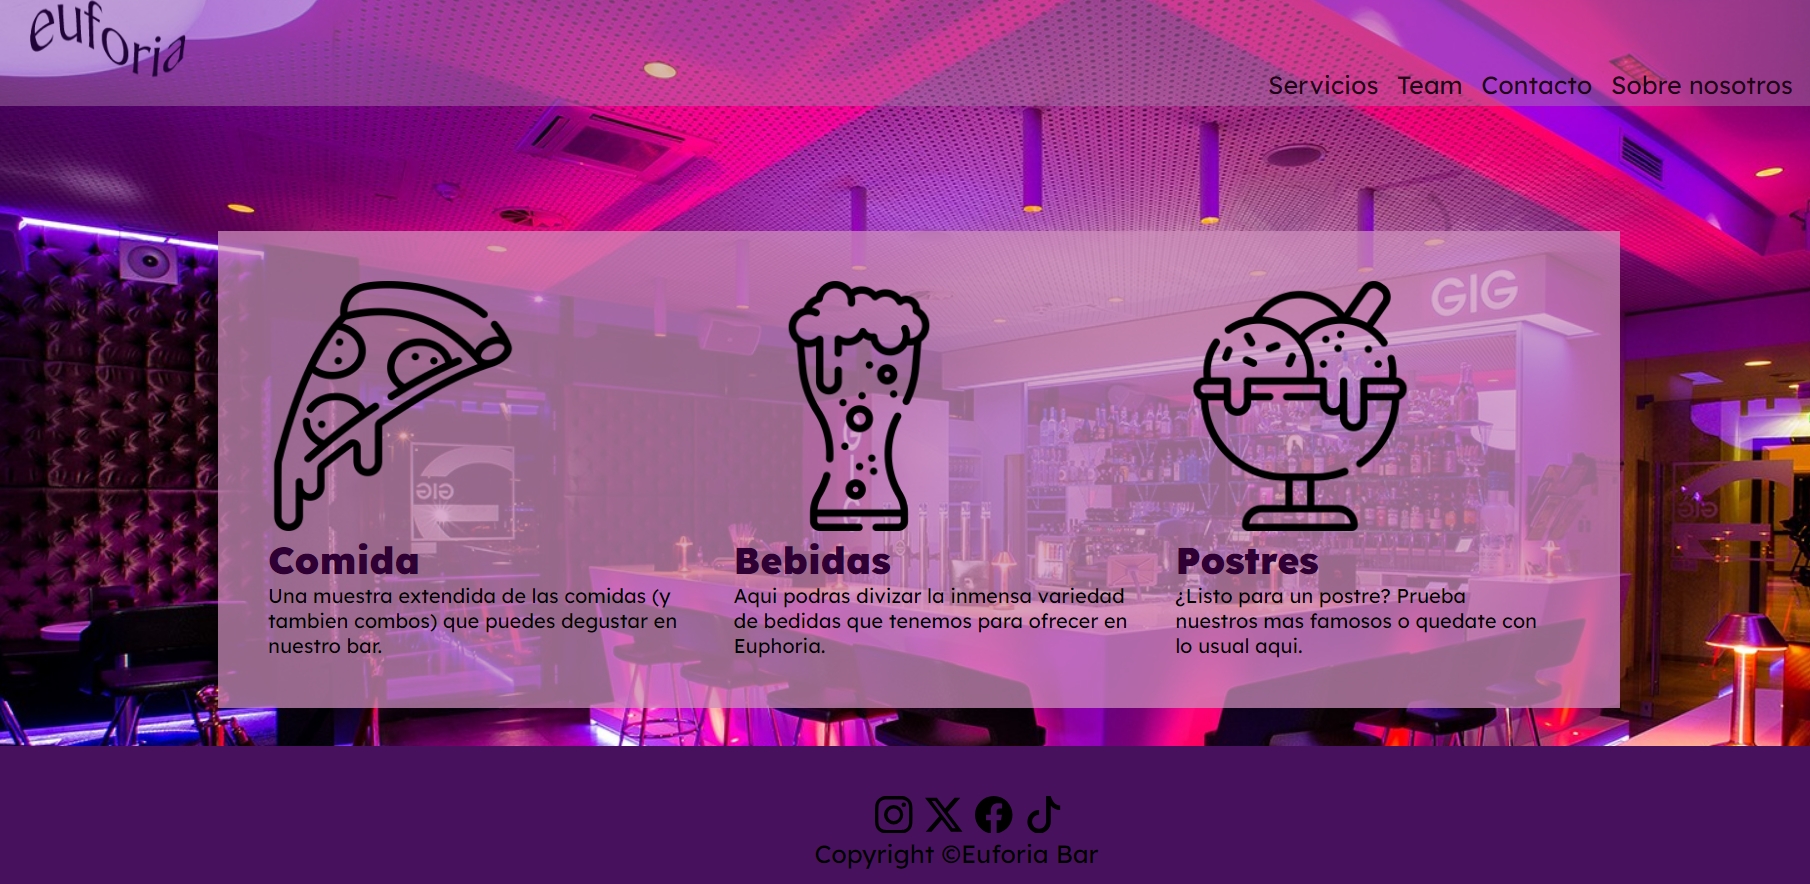 euforia
Servicios Team Contacto Sobre nosotros
GIG
GIG
Comida
Una muestra extendida de las comidas (y
tambien combos) que puedes degustar en
nuestro bar.
Bebidas
Aqui podras divizar la inmensa variedad
de bedidas que tenemos para ofrecer en
Euphoria.
Postres
¿Listo para un postre? Prueba
nuestros mas famosos o quedate con
lo usual aqui.
Copyright ©Euforia Bar